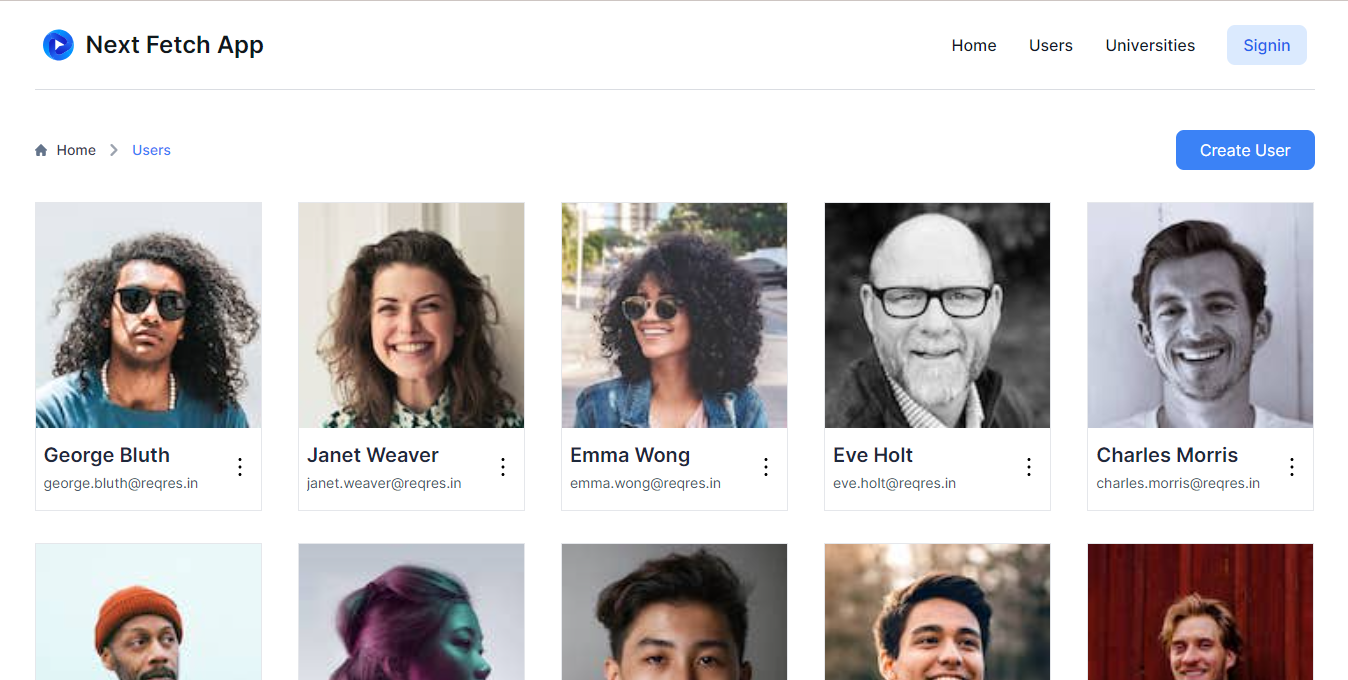 Next Fetch App
Home
Users
Universities
Signin
Home
Users
Create User
George Bluth
george.bluth@reqres.in
Janet Weaver
janet.weaver@reqres.in
Emma Wong
emma.wong@reqres.in
Eve Holt
eve.holt@reqres.in
Charles Morris
charles.morris@reqres.in